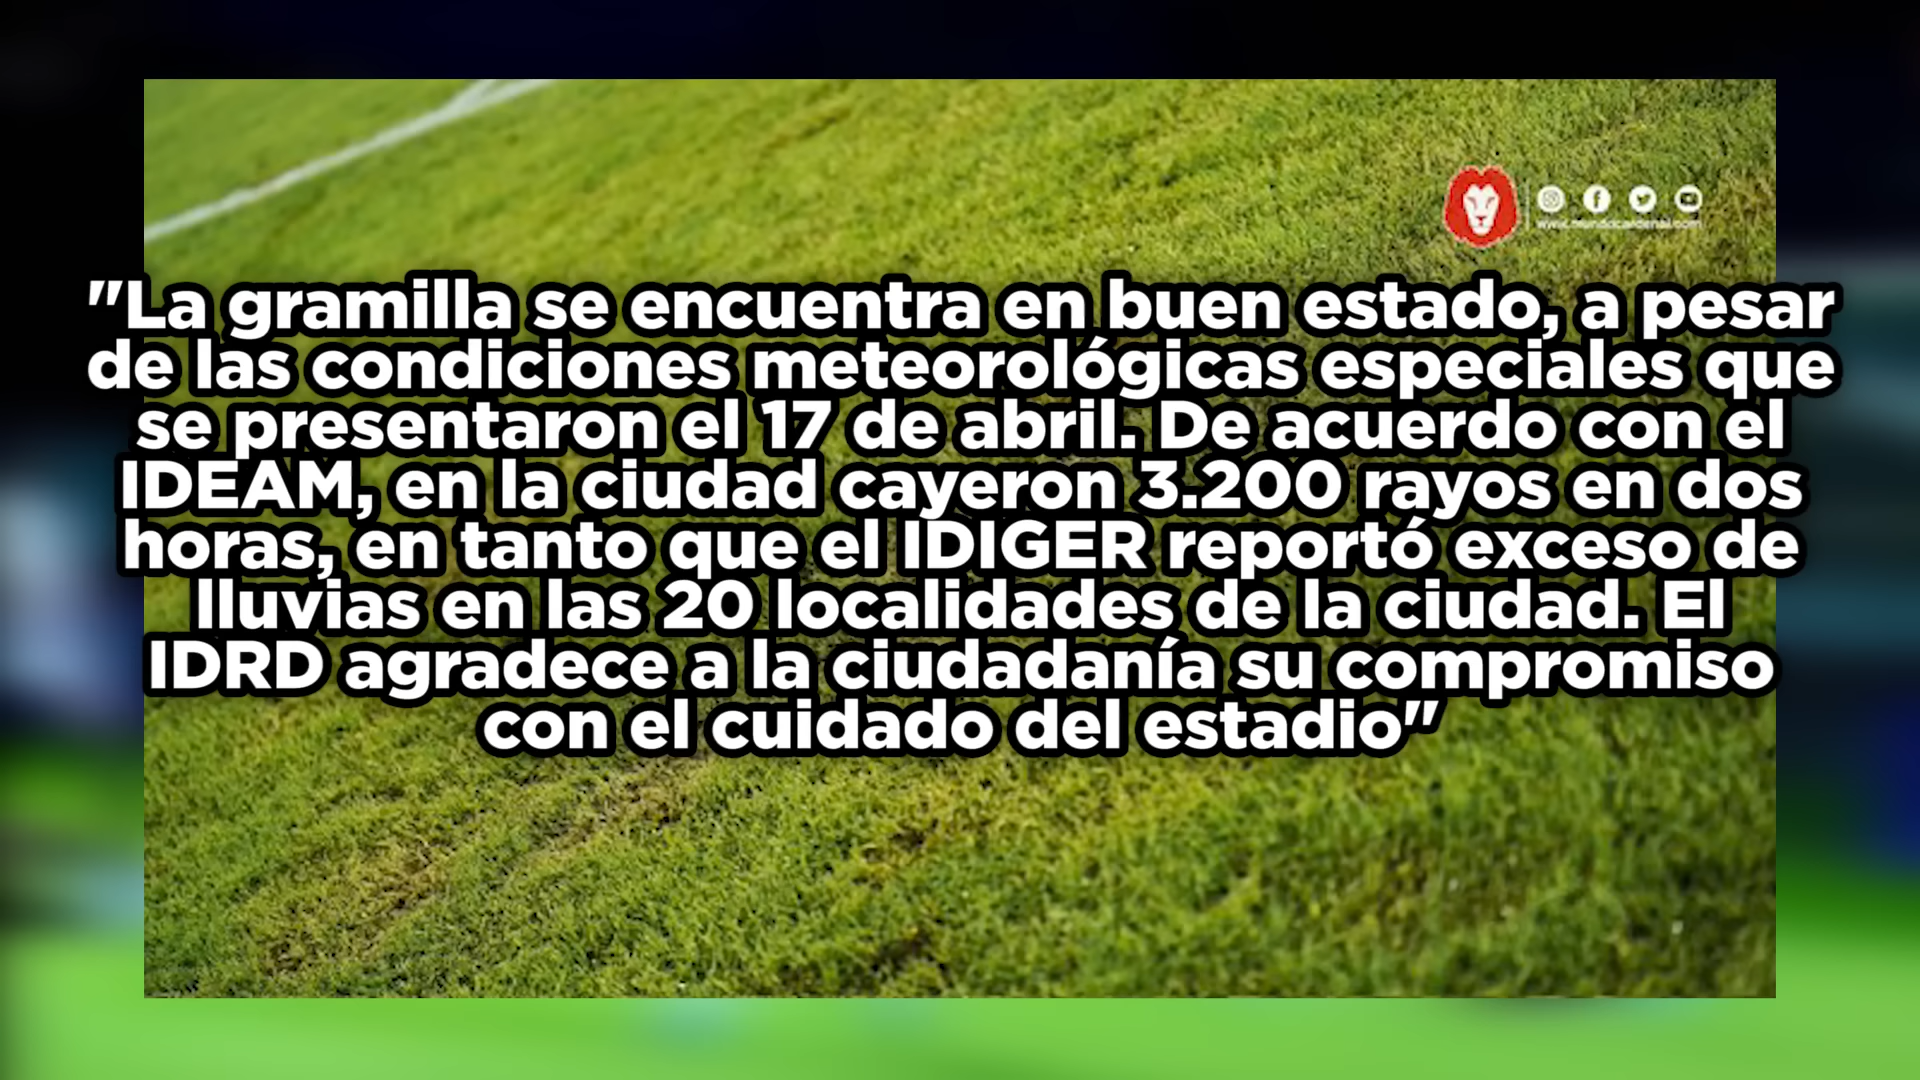 "La gramilla se encuentra en buen estado, a pesar
de las condiciones meteorológicas especiales que
se presentaron el 17 de abril. De acuerdo con el
IDEAM, en la ciudad cayeron 3.200 rayos en dos
horas, en tanto que el IDIGER reportó exceso de
lluvias en las 20 localidades de la ciudad. El
IDRD agradece a la ciudadanía su compromiso
con el cuidado del estadio"
www.mundocardenal.com